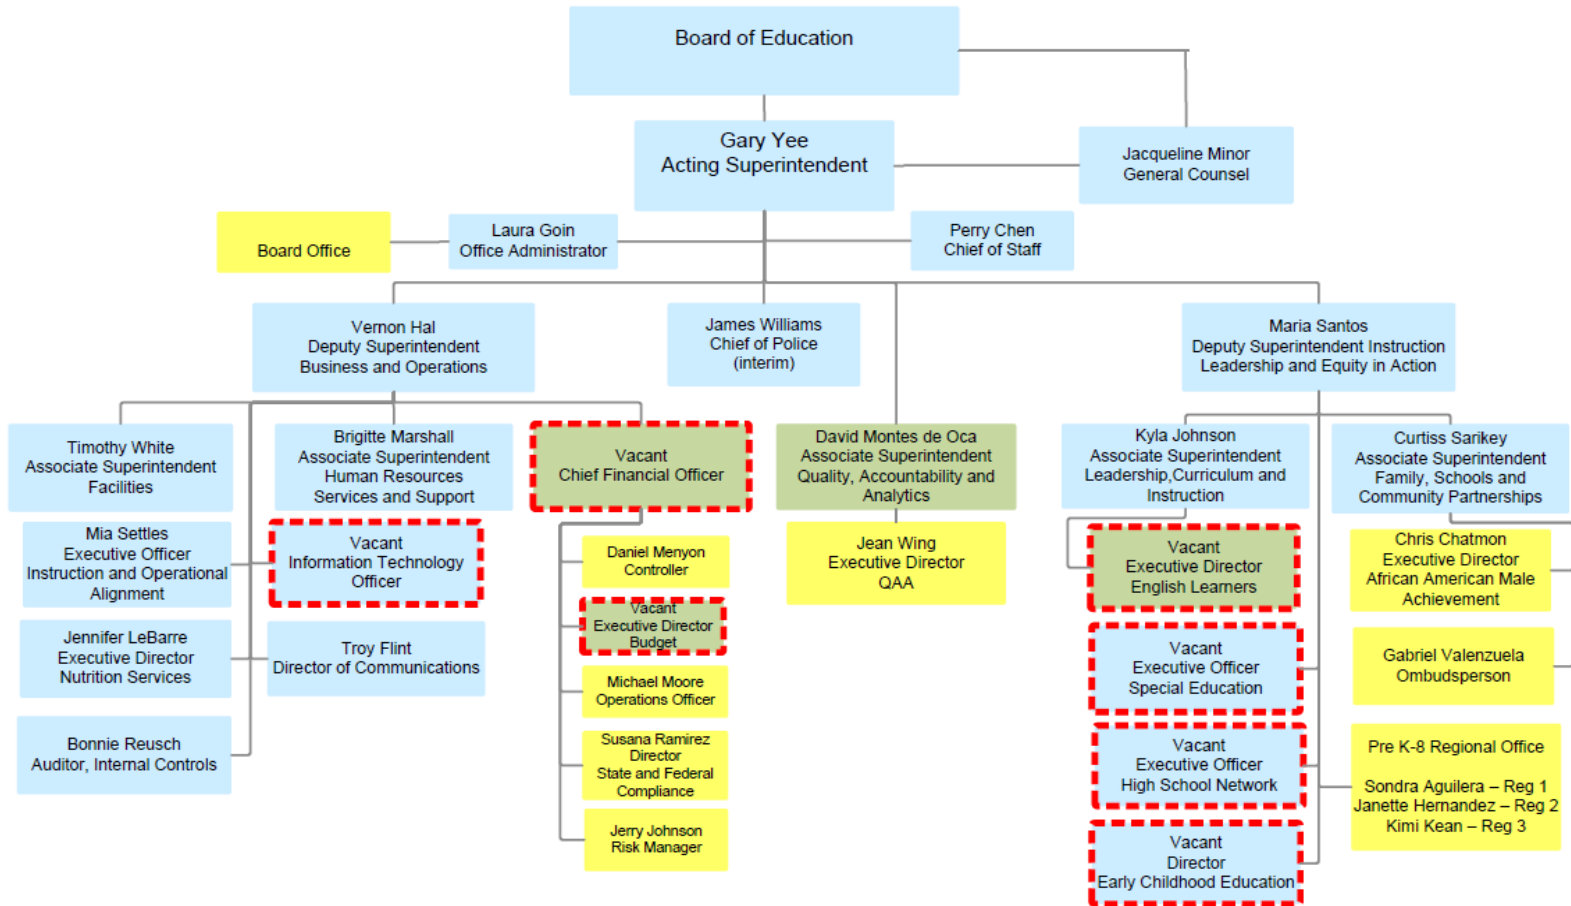 Board of Education
Gary Yee
Acting Superintendent
Jacqueline Minor
General Counsel
Board Office
Laura Goin
Office Administrator
Perry Chen
Chief of Staff
Vernon Hal
Deputy Superintendent
Business and Operations
James Williams
Chief of Police
(interim)
Maria Santos
Deputy Superintendent Instruction
Leadership and Equity in Action
Timothy White
Associate Superintendent
Facilities
Brigitte Marshall
Associate Superintendent
Human Resources
Services and Support
Vacant
Chief Financial Officer
David Montes de Oca
Associate Superintendent
Quality, Accountability and
Analytics
Kyla Johnson
Associate Superintendent
Leadership,Curriculum and
Instruction
Curtiss Sarikey
Associate Superintendent
Family, Schools and
Community Partnerships
Mia Settles
Executive Officer
Instruction and Operational
Alignment
Vacant
Information Technology
Officer
Daniel Menyon
Controller
Jean Wing
Executive Director
QAA
Vacant
Executive Director
English Learners
Chris Chatmon
Executive Director
African American Male
Achievement
Jennifer LeBarre
Executive Director
Nutrition Services
Troy Flint
Director of Communications
Vacant
Executive Director
Budget
Vacant
Executive Officer
Special Education
Gabriel Valenzuela
Ombudsperson
Michael Moore
Operations Officer
Bonnie Reusch
Auditor, Internal Controls
Susana Ramirez
Director
State and Federal
Compliance
Vacant
Executive Officer
High School Network
Pre K-8 Regional Office
Sondra Aguilera – Reg 1
Janette Hernandez – Reg 2
Kimi Kean – Reg 3
Jerry Johnson
Risk Manager
Vacant
Director
Early Childhood Education